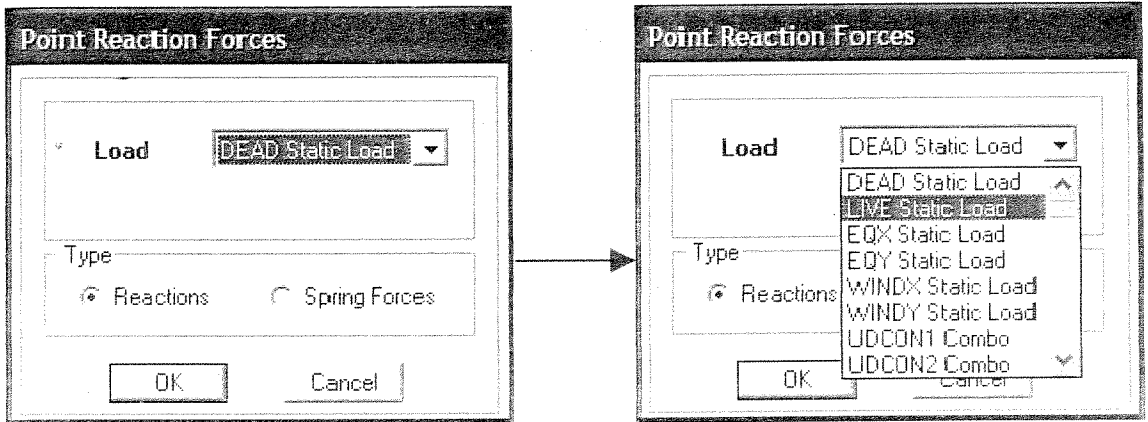 Point Reaction Forces
Load DEAD Static Load
Type
Reactions Spring Forces
OK Cancel
Point Reaction Forces
Load DEAD Static Load
DEAD Static Load
LIVE Static Load
EQX Static Load
EQY Static Load
WINDX Static Load
WINDY Static Load
UDCON1 Combo
UDCON2 Combo
Type
Reactions
OK Cancel